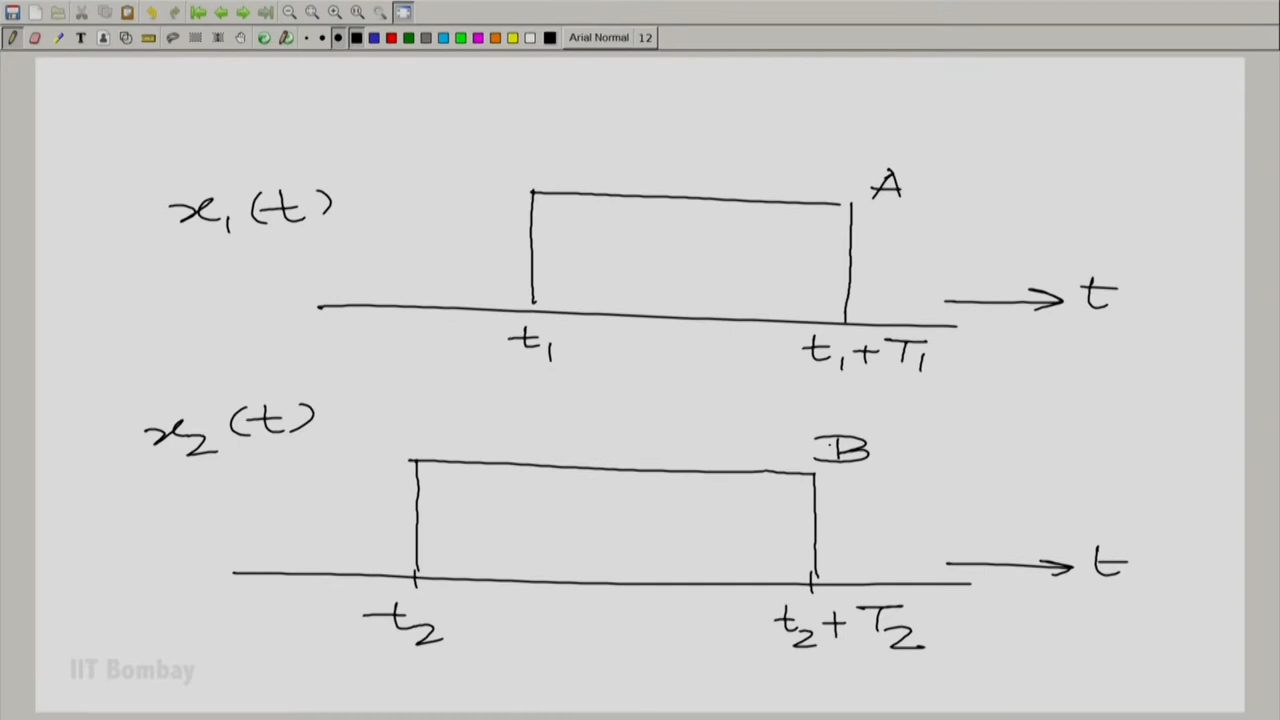 Arial Normal 12
x₁(t)
A
t
t₁
t₁+T₁
x₂(t)
B
t
t₂
t₂+T₂
IIT Bombay